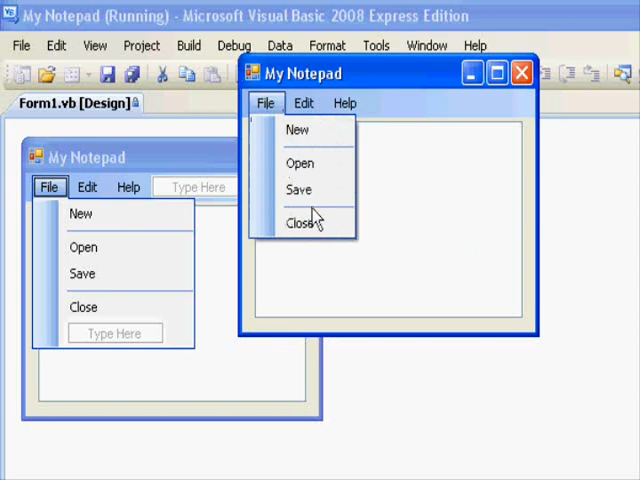 My Notepad (Running) - Microsoft Visual Basic 2008 Express Edition
File Edit View Project Build Debug Data Format Tools Window Help
Form1.vb [Design]
My Notepad
File Edit Help Type Here
New
Open
Save
Close
Type Here
My Notepad
File Edit Help
New
Open
Save
Close